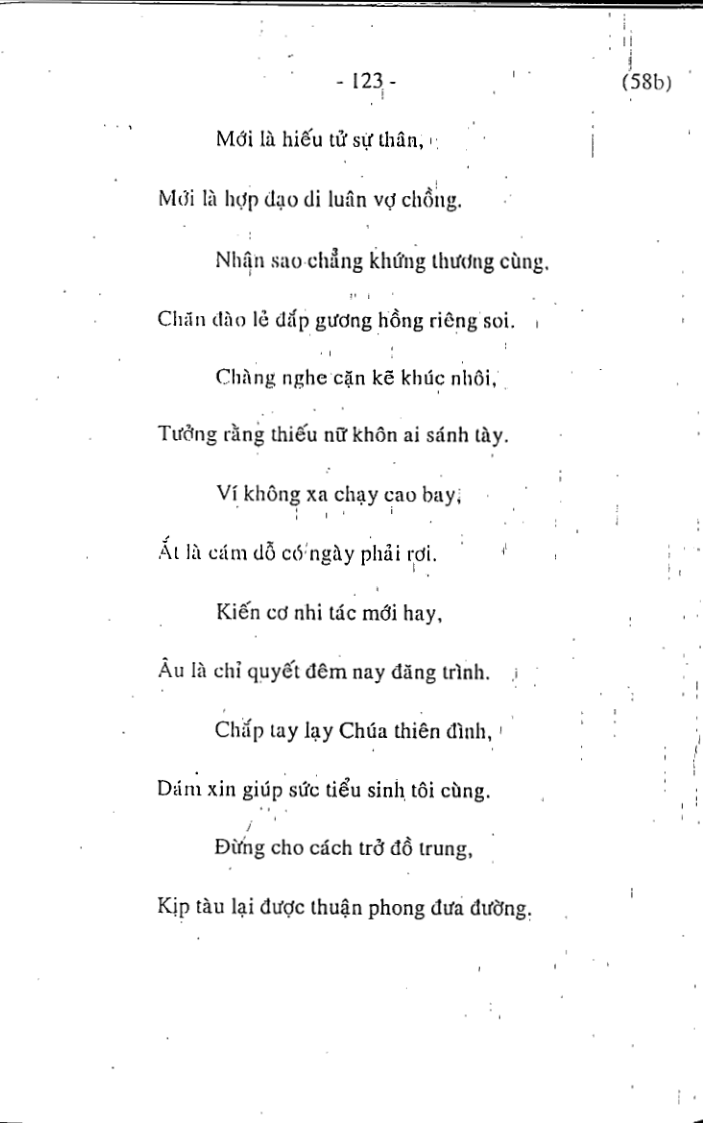 - 123 - (58b)
Mới là hiếu tử sự thân,
Mới là hợp đạo di luân vợ chồng.
Nhận sao chẳng khứng thương cùng,
Chăn đào lẻ đắp gương hồng riêng soi.
Chàng nghe cặn kẽ khúc nhôi,
Tưởng rằng thiếu nữ khôn ai sánh tày.
Ví không xa chạy cao bay,
Ắt là cám dỗ có ngày phải rơi.
Kiến cơ nhi tác mới hay,
Âu là chỉ quyết đêm nay đăng trình.
Chắp tay lạy Chúa thiên đình,
Dám xin giúp sức tiểu sinh tôi cùng.
Đừng cho cách trở đồ trung,
Kịp tàu lại được thuận phong đưa đường.